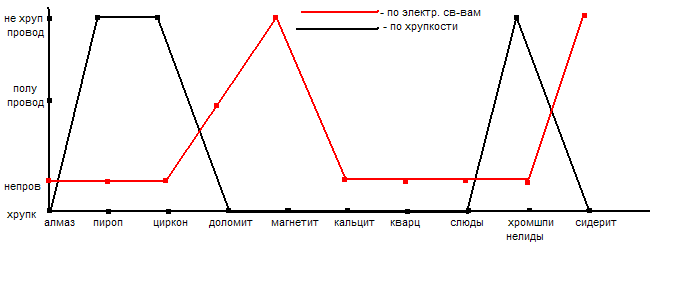 - по электр. св-вам
- по хрупкости
не хруп
провод
полу
провод
непров
хрупк
алмаз пироп циркон доломит магнетит кальцит кварц слюды хромшпи сидерит
нелиды